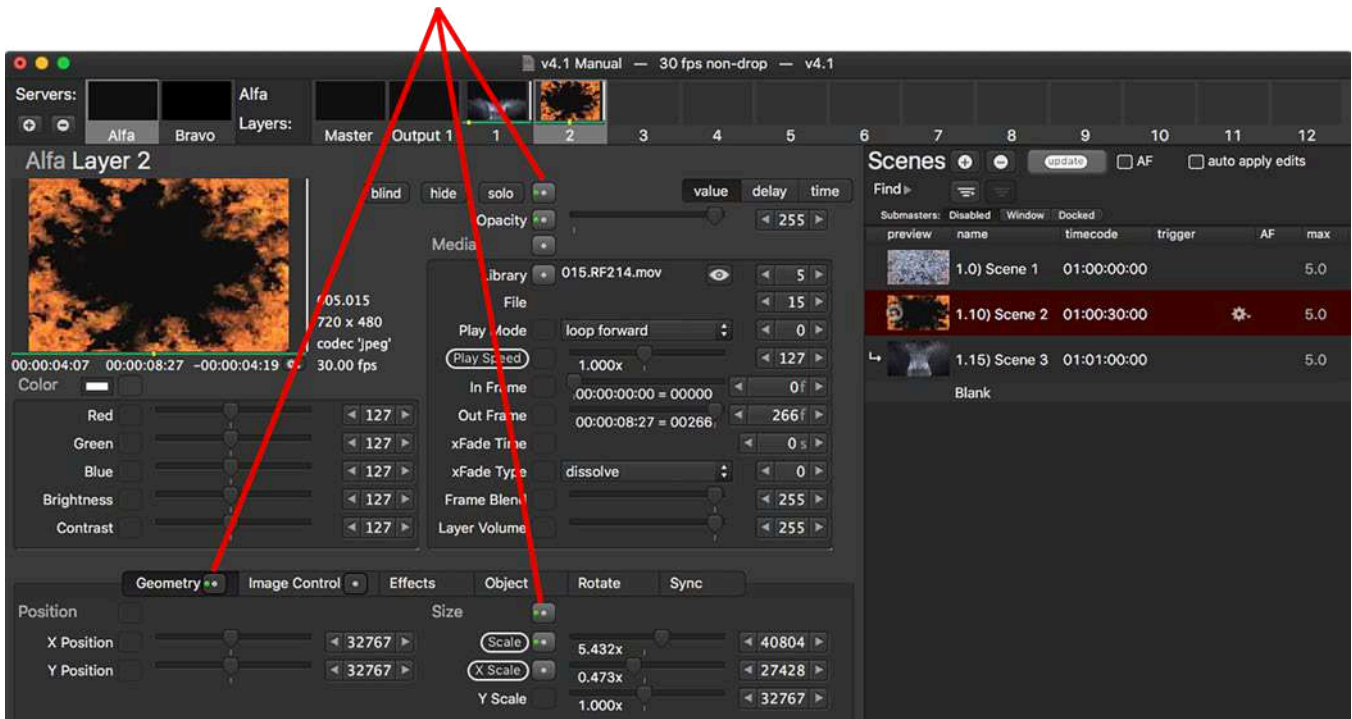 v4.1 Manual — 30 fps non-drop — v4.1
Servers:
Alfa
Bravo
Alfa
Layers:
Master
Output 1
1
2
3
4
5
6
7
8
9
10
11
12
Alfa Layer 2
blind
hide
solo
value
delay
time
Opacity
255
Media
Library
015.RF214.mov
5
File
15
005.015
720 x 480
codec 'jpeg'
30.00 fps
Play Mode
loop forward
0
Play Speed
1.000x
127
00:00:04:07
00:00:08:27
-00:00:04:19
In Frame
00:00:00:00 = 00000
0f
Out Frame
00:00:08:27 = 00266
266f
xFade Time
0 s
xFade Type
dissolve
0
Frame Blend
255
Layer Volume
255
Color
Red
127
Green
127
Blue
127
Brightness
127
Contrast
127
Geometry
Image Control
Effects
Object
Rotate
Sync
Position
X Position
32767
Y Position
32767
Size
Scale
5.432x
40804
X Scale
0.473x
27428
Y Scale
1.000x
32767
Scenes
update
AF
auto apply edits
Find
Submasters:
Disabled
Window
Docked
preview
name
timecode
trigger
AF
max
1.0) Scene 1
01:00:00:00
5.0
1.10) Scene 2
01:00:30:00
5.0
1.15) Scene 3
01:01:00:00
5.0
Blank